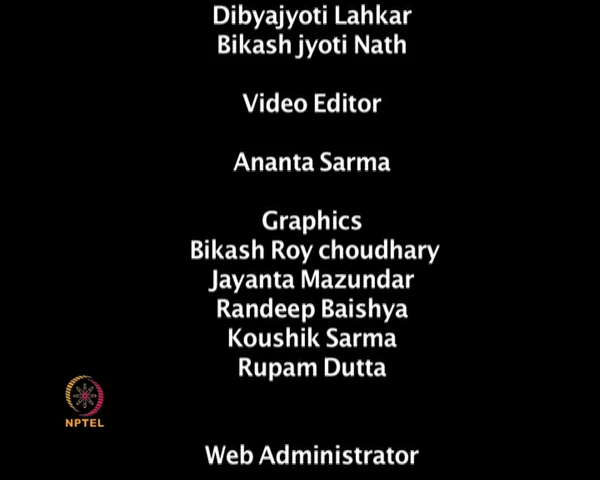 Dibyajyoti Lahkar
Bikash jyoti Nath
Video Editor
Ananta Sarma
Graphics
Bikash Roy choudhary
Jayanta Mazundar
Randeep Baishya
Koushik Sarma
Rupam Dutta
NPTEL
Web Administrator